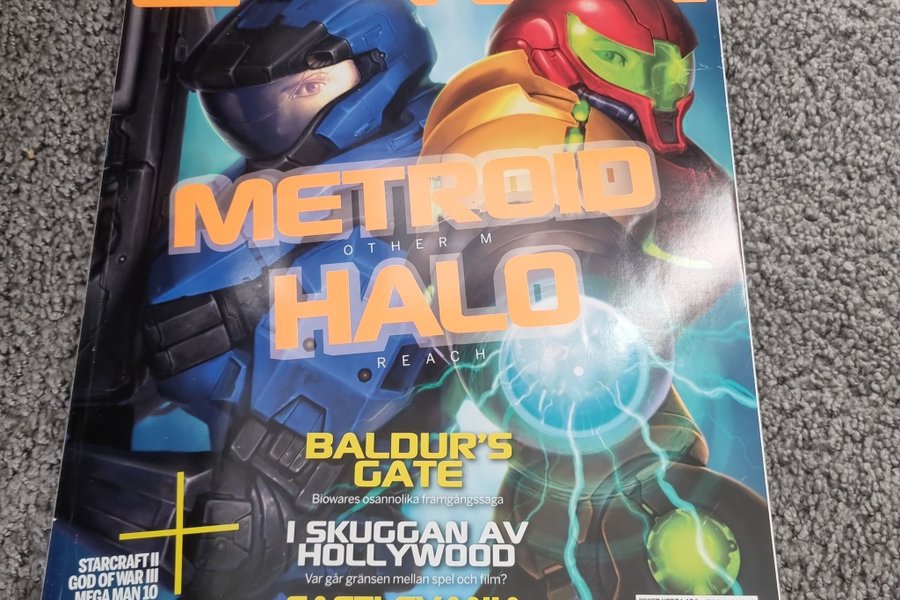 METROID
OTHER M
HALO
REACH
BALDUR'S
GATE
Biowares osannolika framgångssaga
I SKUGGAN AV
HOLLYWOOD
Var går gränsen mellan spel och film?
STARCRAFT II
GOD OF WAR III
MEGA MAN 10